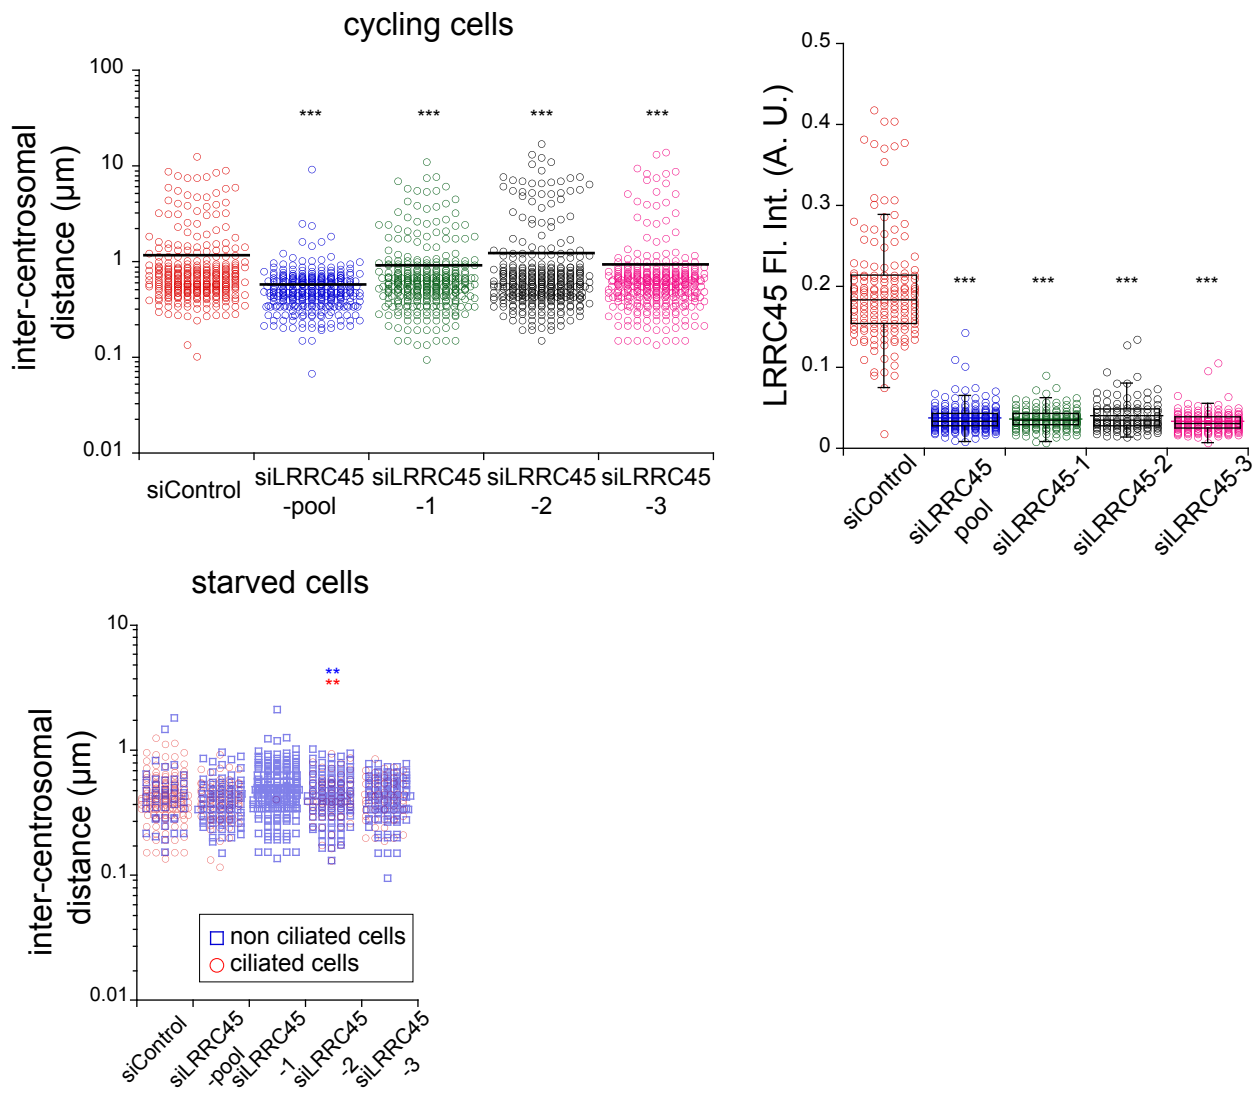 cycling cells
inter-centrosomal
distance (µm)
100
10
1
0.1
0.01
***
***
***
***
siControl
siLRRC45
-pool
siLRRC45
-1
siLRRC45
-2
siLRRC45
-3
LRRC45 Fl. Int. (A. U.)
0.5
0.4
0.3
0.2
0.1
0
***
***
***
***
siControl
siLRRC45
pool
siLRRC45-1
siLRRC45-2
siLRRC45-3
starved cells
inter-centrosomal
distance (µm)
10
1
0.1
0.01
**
**
non ciliated cells
ciliated cells
siControl
siLRRC45
-pool
siLRRC45
-1
siLRRC45
-2
siLRRC45
-3